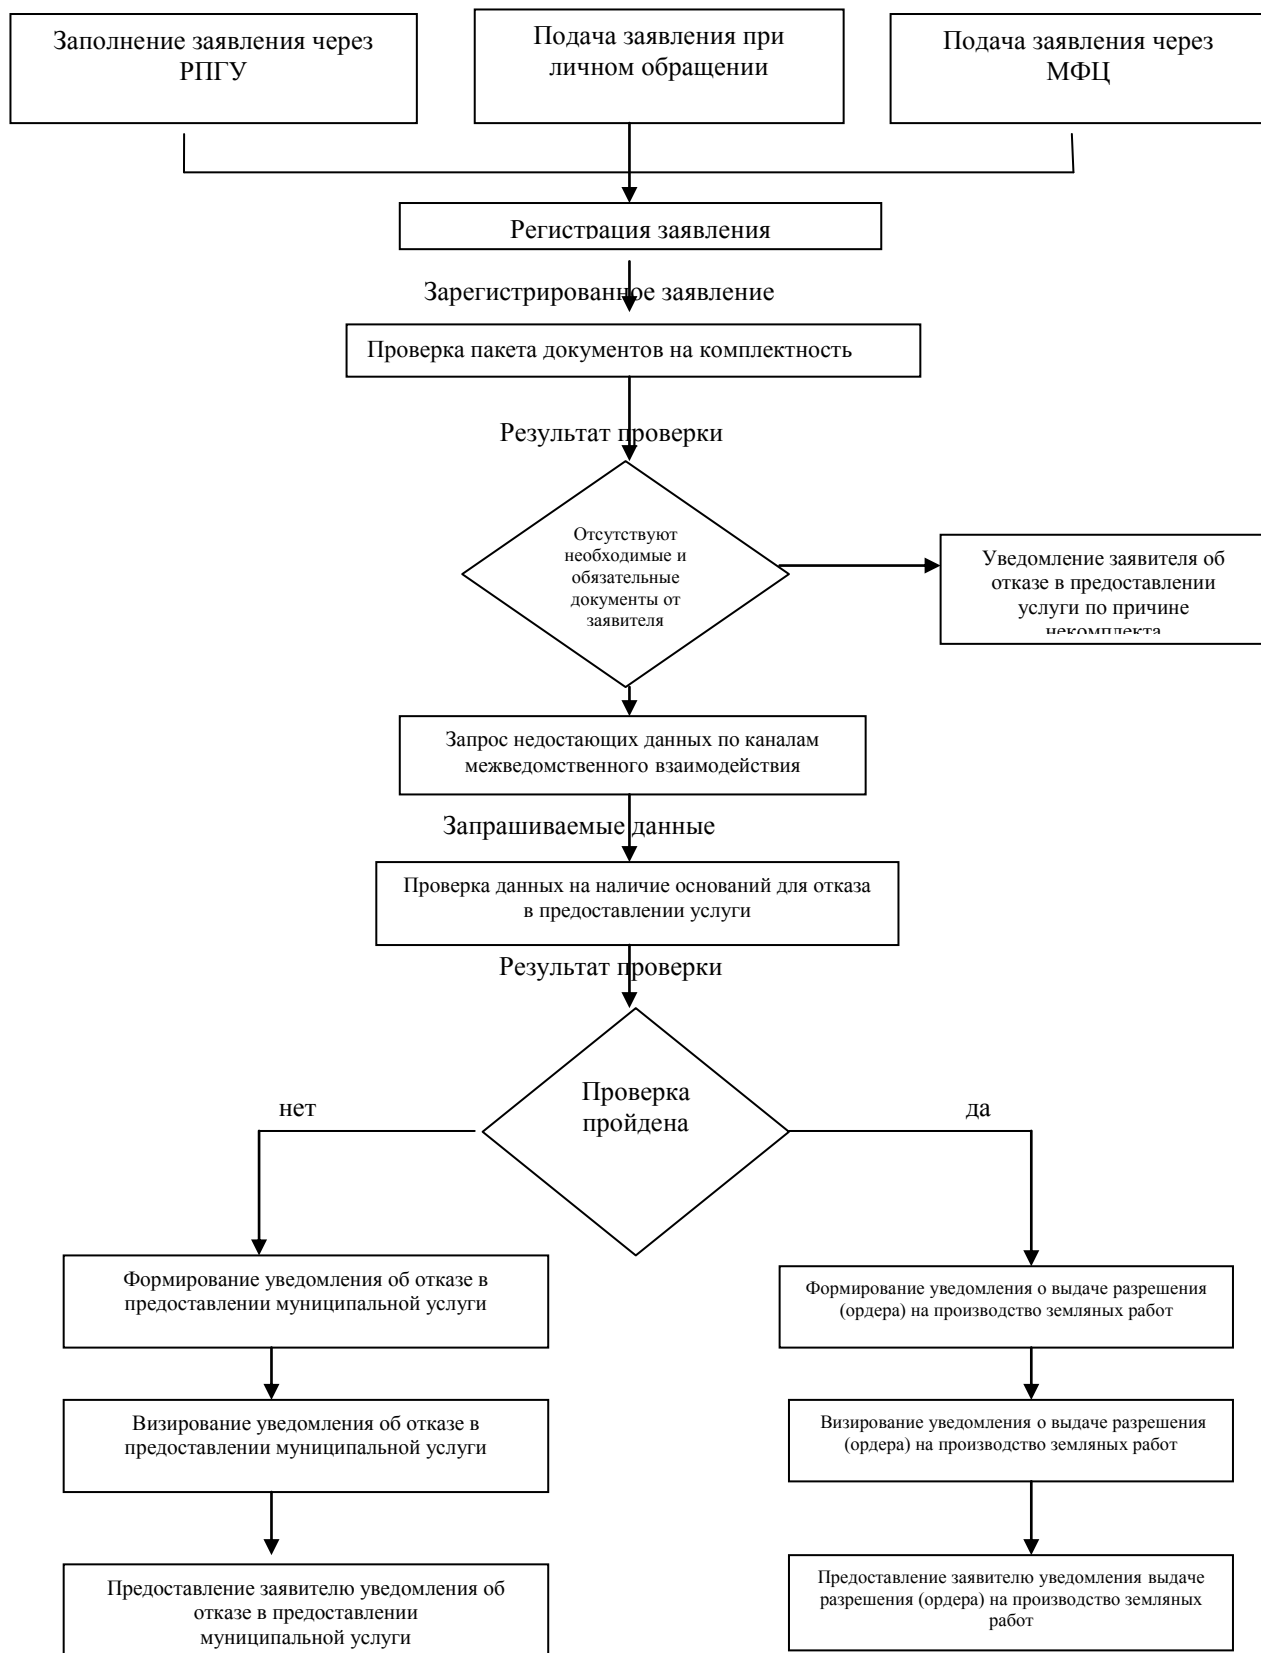 Заполнение заявления через
РПГУ
Подача заявления при
личном обращении
Подача заявления через
МФЦ
Регистрация заявления
Зарегистрированное заявление
Проверка пакета документов на комплектность
Результат проверки
Отсутствуют
необходимые и
обязательные
документы от
заявителя
Уведомление заявителя об
отказе в предоставлении
услуги по причине
некомплекта
Запрос недостающих данных по каналам
межведомственного взаимодействия
Запрашиваемые данные
Проверка данных на наличие оснований для отказа
в предоставлении услуги
Результат проверки
Проверка
пройдена
нет
да
Формирование уведомления об отказе в
предоставлении муниципальной услуги
Формирование уведомления о выдаче разрешения
(ордера) на производство земляных работ
Визирование уведомления об отказе в
предоставлении муниципальной услуги
Визирование уведомления о выдаче разрешения
(ордера) на производство земляных работ
Предоставление заявителю уведомления об
отказе в предоставлении
муниципальной услуги
Предоставление заявителю уведомления выдаче
разрешения (ордера) на производство земляных
работ